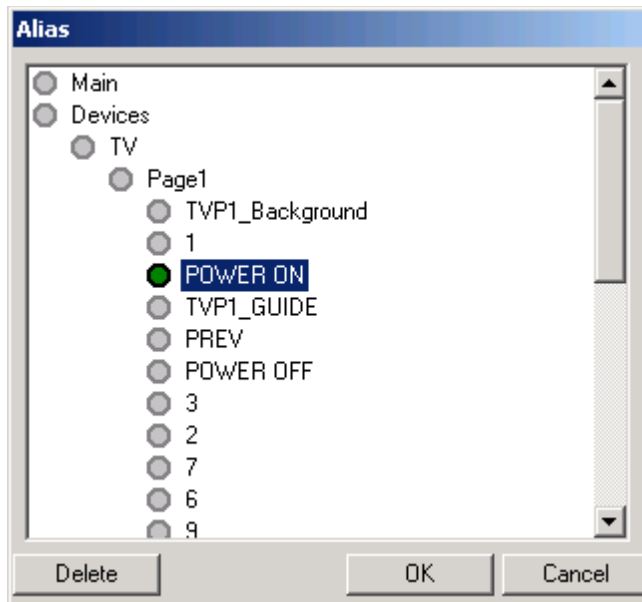 Alias
Main
Devices
TV
Page1
TVP1_Background
1
POWER ON
TVP1_GUIDE
PREV
POWER OFF
3
2
7
6
9
Delete OK Cancel